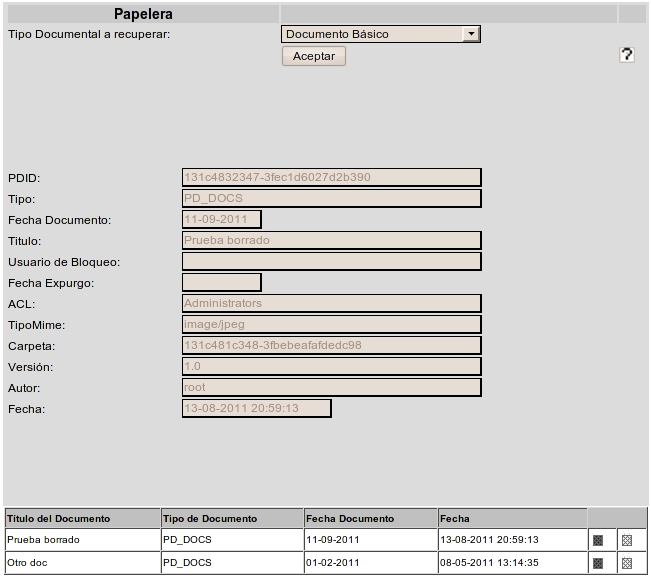 Papelera
Tipo Documental a recuperar: Documento Básico
Aceptar ?
PDID: 131c4832347-3fec1d6027d2b390
Tipo: PD_DOCS
Fecha Documento: 11-09-2011
Titulo: Prueba borrado
Usuario de Bloqueo:
Fecha Expurgo:
ACL: Administrators
TipoMime: image/jpeg
Carpeta: 131c481c348-3fbebeafafdedc98
Versión: 1.0
Autor: root
Fecha: 13-08-2011 20:59:13
Título del Documento Tipo de Documento Fecha Documento Fecha
Prueba borrado PD_DOCS 11-09-2011 13-08-2011 20:59:13
Otro doc PD_DOCS 01-02-2011 08-05-2011 13:14:35